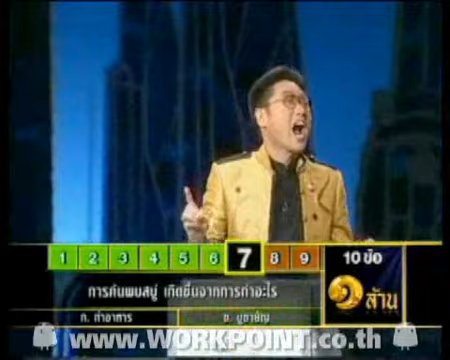 1 2 3 4 5 6 7 8 9 10 ข้อ
การค้นพบสบู่ เกิดขึ้นจากการทำอะไร
๑ ล้าน
ก. ทำอาหาร ข. บูชายัญ
www.WORKPOINT.co.th